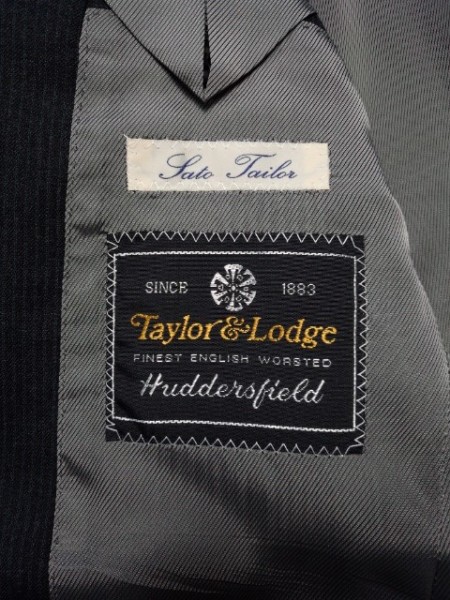 Sato Tailor
SINCE 1883
Taylor & Lodge
FINEST ENGLISH WORSTED
Huddersfield